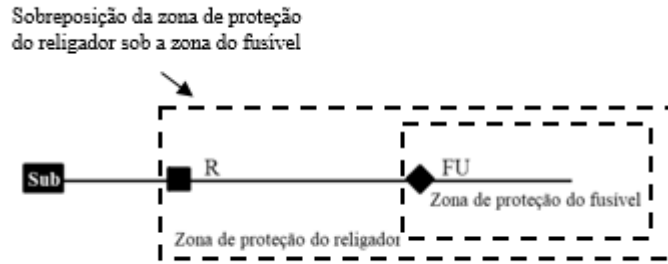 Sobreposição da zona de proteção
do religador sob a zona do fusível
Sub
R
FU
Zona de proteção do fusível
Zona de proteção do religador